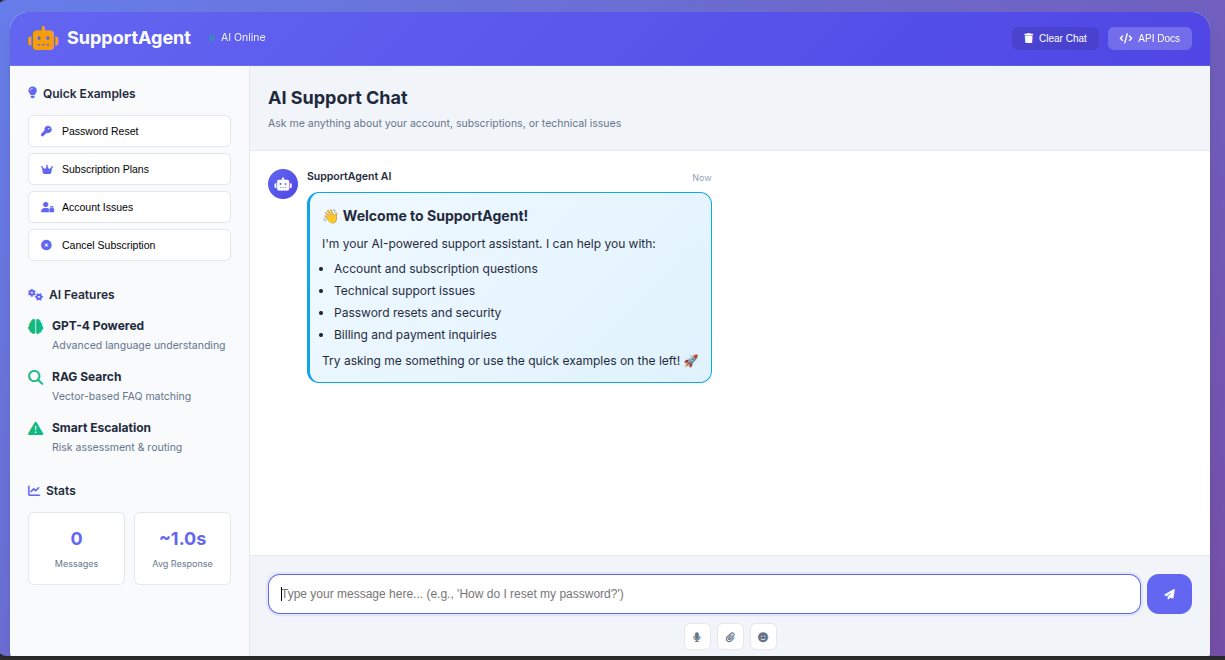 SupportAgent
AI Online
Clear Chat
API Docs
Quick Examples
Password Reset
Subscription Plans
Account Issues
Cancel Subscription
AI Features
GPT-4 Powered
Advanced language understanding
RAG Search
Vector-based FAQ matching
Smart Escalation
Risk assessment & routing
Stats
0
Messages
~1.0s
Avg Response
AI Support Chat
Ask me anything about your account, subscriptions, or technical issues
SupportAgent AI
Now
👋 Welcome to SupportAgent!
I'm your AI-powered support assistant. I can help you with:
• Account and subscription questions
• Technical support issues
• Password resets and security
• Billing and payment inquiries
Try asking me something or use the quick examples on the left! 🚀
Type your message here... (e.g., 'How do I reset my password?')